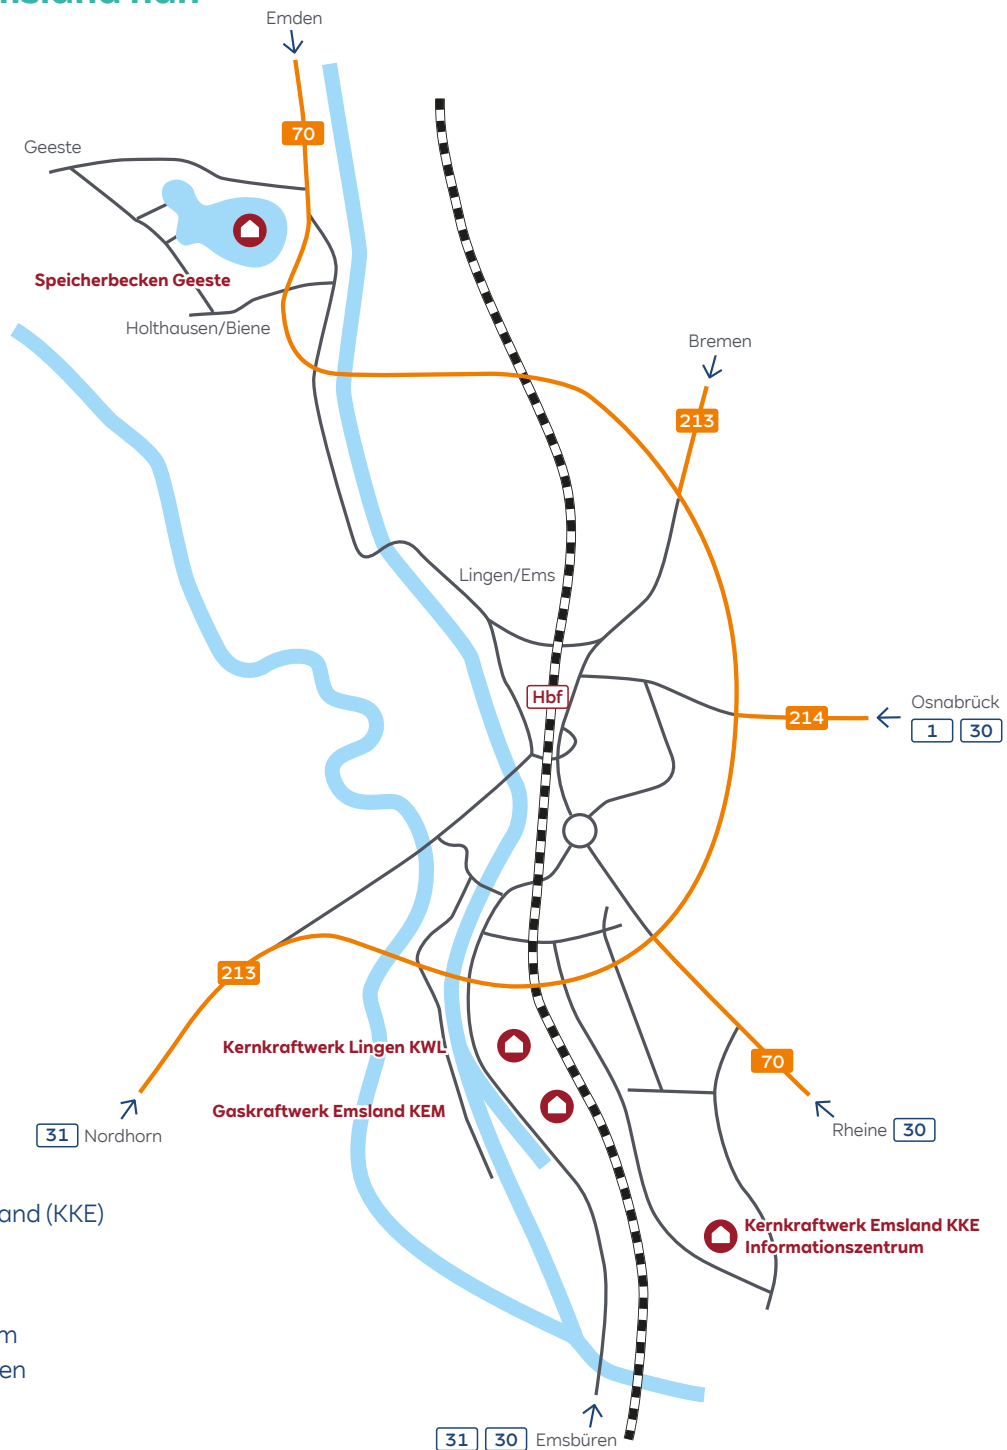 Emden
70
Geeste
Speicherbecken Geeste
Holthausen/Biene
Bremen
213
Lingen/Ems
Hbf
Osnabrück
214
1 30
213
Kernkraftwerk Lingen KWL
70
Gaskraftwerk Emsland KEM
31 Nordhorn
Rheine 30
and (KKE)
Kernkraftwerk Emsland KKE
Informationszentrum
m
en
31 30 Emsbüren